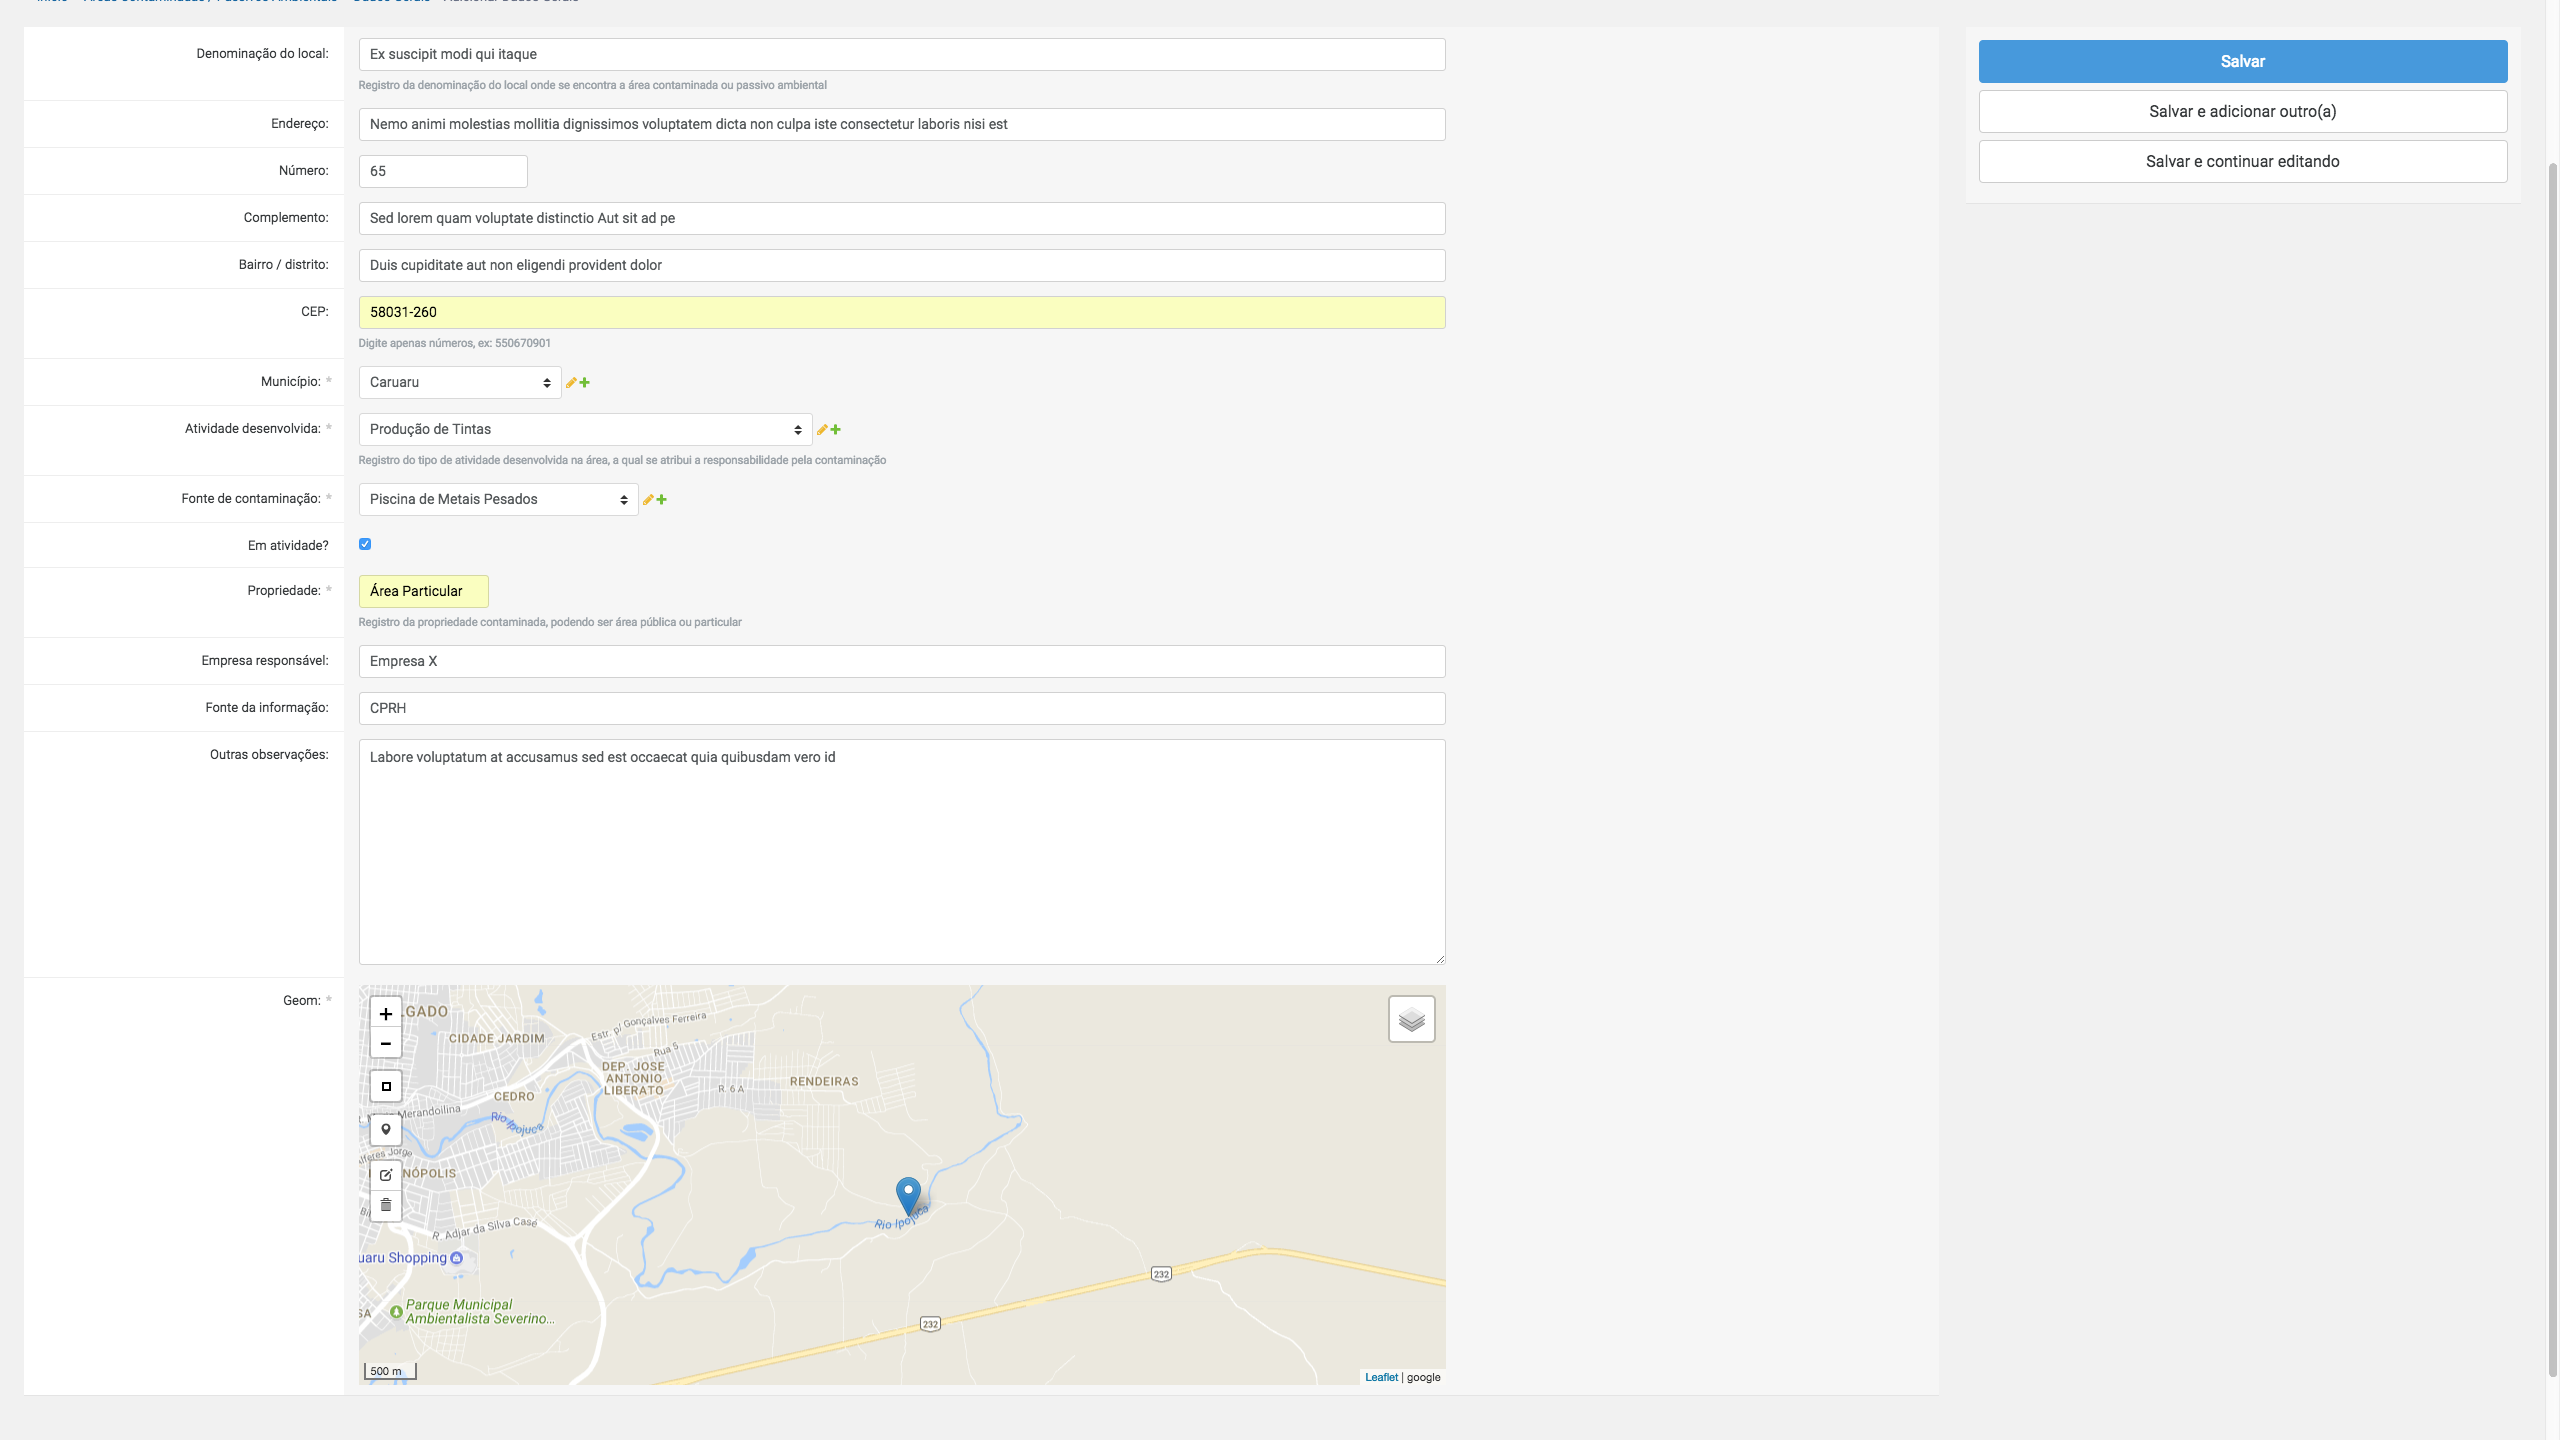 Denominação do local:
Ex suscipit modi qui itaque
Registro da denominação do local onde se encontra a área contaminada ou passivo ambiental
Endereço:
Nemo animi molestias mollitia dignissimos voluptatem dicta non culpa iste consectetur laboris nisi est
Número:
65
Complemento:
Sed lorem quam voluptate distinctio Aut sit ad pe
Bairro / distrito:
Duis cupiditate aut non eligendi provident dolor
CEP:
58031-260
Digite apenas números, ex: 550670901
Município: *
Caruaru
Atividade desenvolvida: *
Produção de Tintas
Registro do tipo de atividade desenvolvida na área, a qual se atribui a responsabilidade pela contaminação
Fonte de contaminação: *
Piscina de Metais Pesados
Em atividade?
Propriedade: *
Área Particular
Registro da propriedade contaminada, podendo ser área pública ou particular
Empresa responsável:
Empresa X
Fonte da informação:
CPRH
Outras observações:
Labore voluptatum at accusamus sed est occaecat quia quibusdam vero id
Geom: *
+
−
LGADO
CIDADE JARDIM
Estr. p/ Gonçalves Ferreira
Rua 5
DEP. JOSE
ANTONIO
LIBERATO
R. 6 A
RENDEIRAS
CEDRO
Merandolina
Rio Ipojuca
Alferes Jorge
NÓPOLIS
R. Adjar da Silva Casé
uaru Shopping
Rio Ipojuca
232
232
SA
Parque Municipal
Ambientalista Severino...
500 m
Leaflet | google
Salvar
Salvar e adicionar outro(a)
Salvar e continuar editando